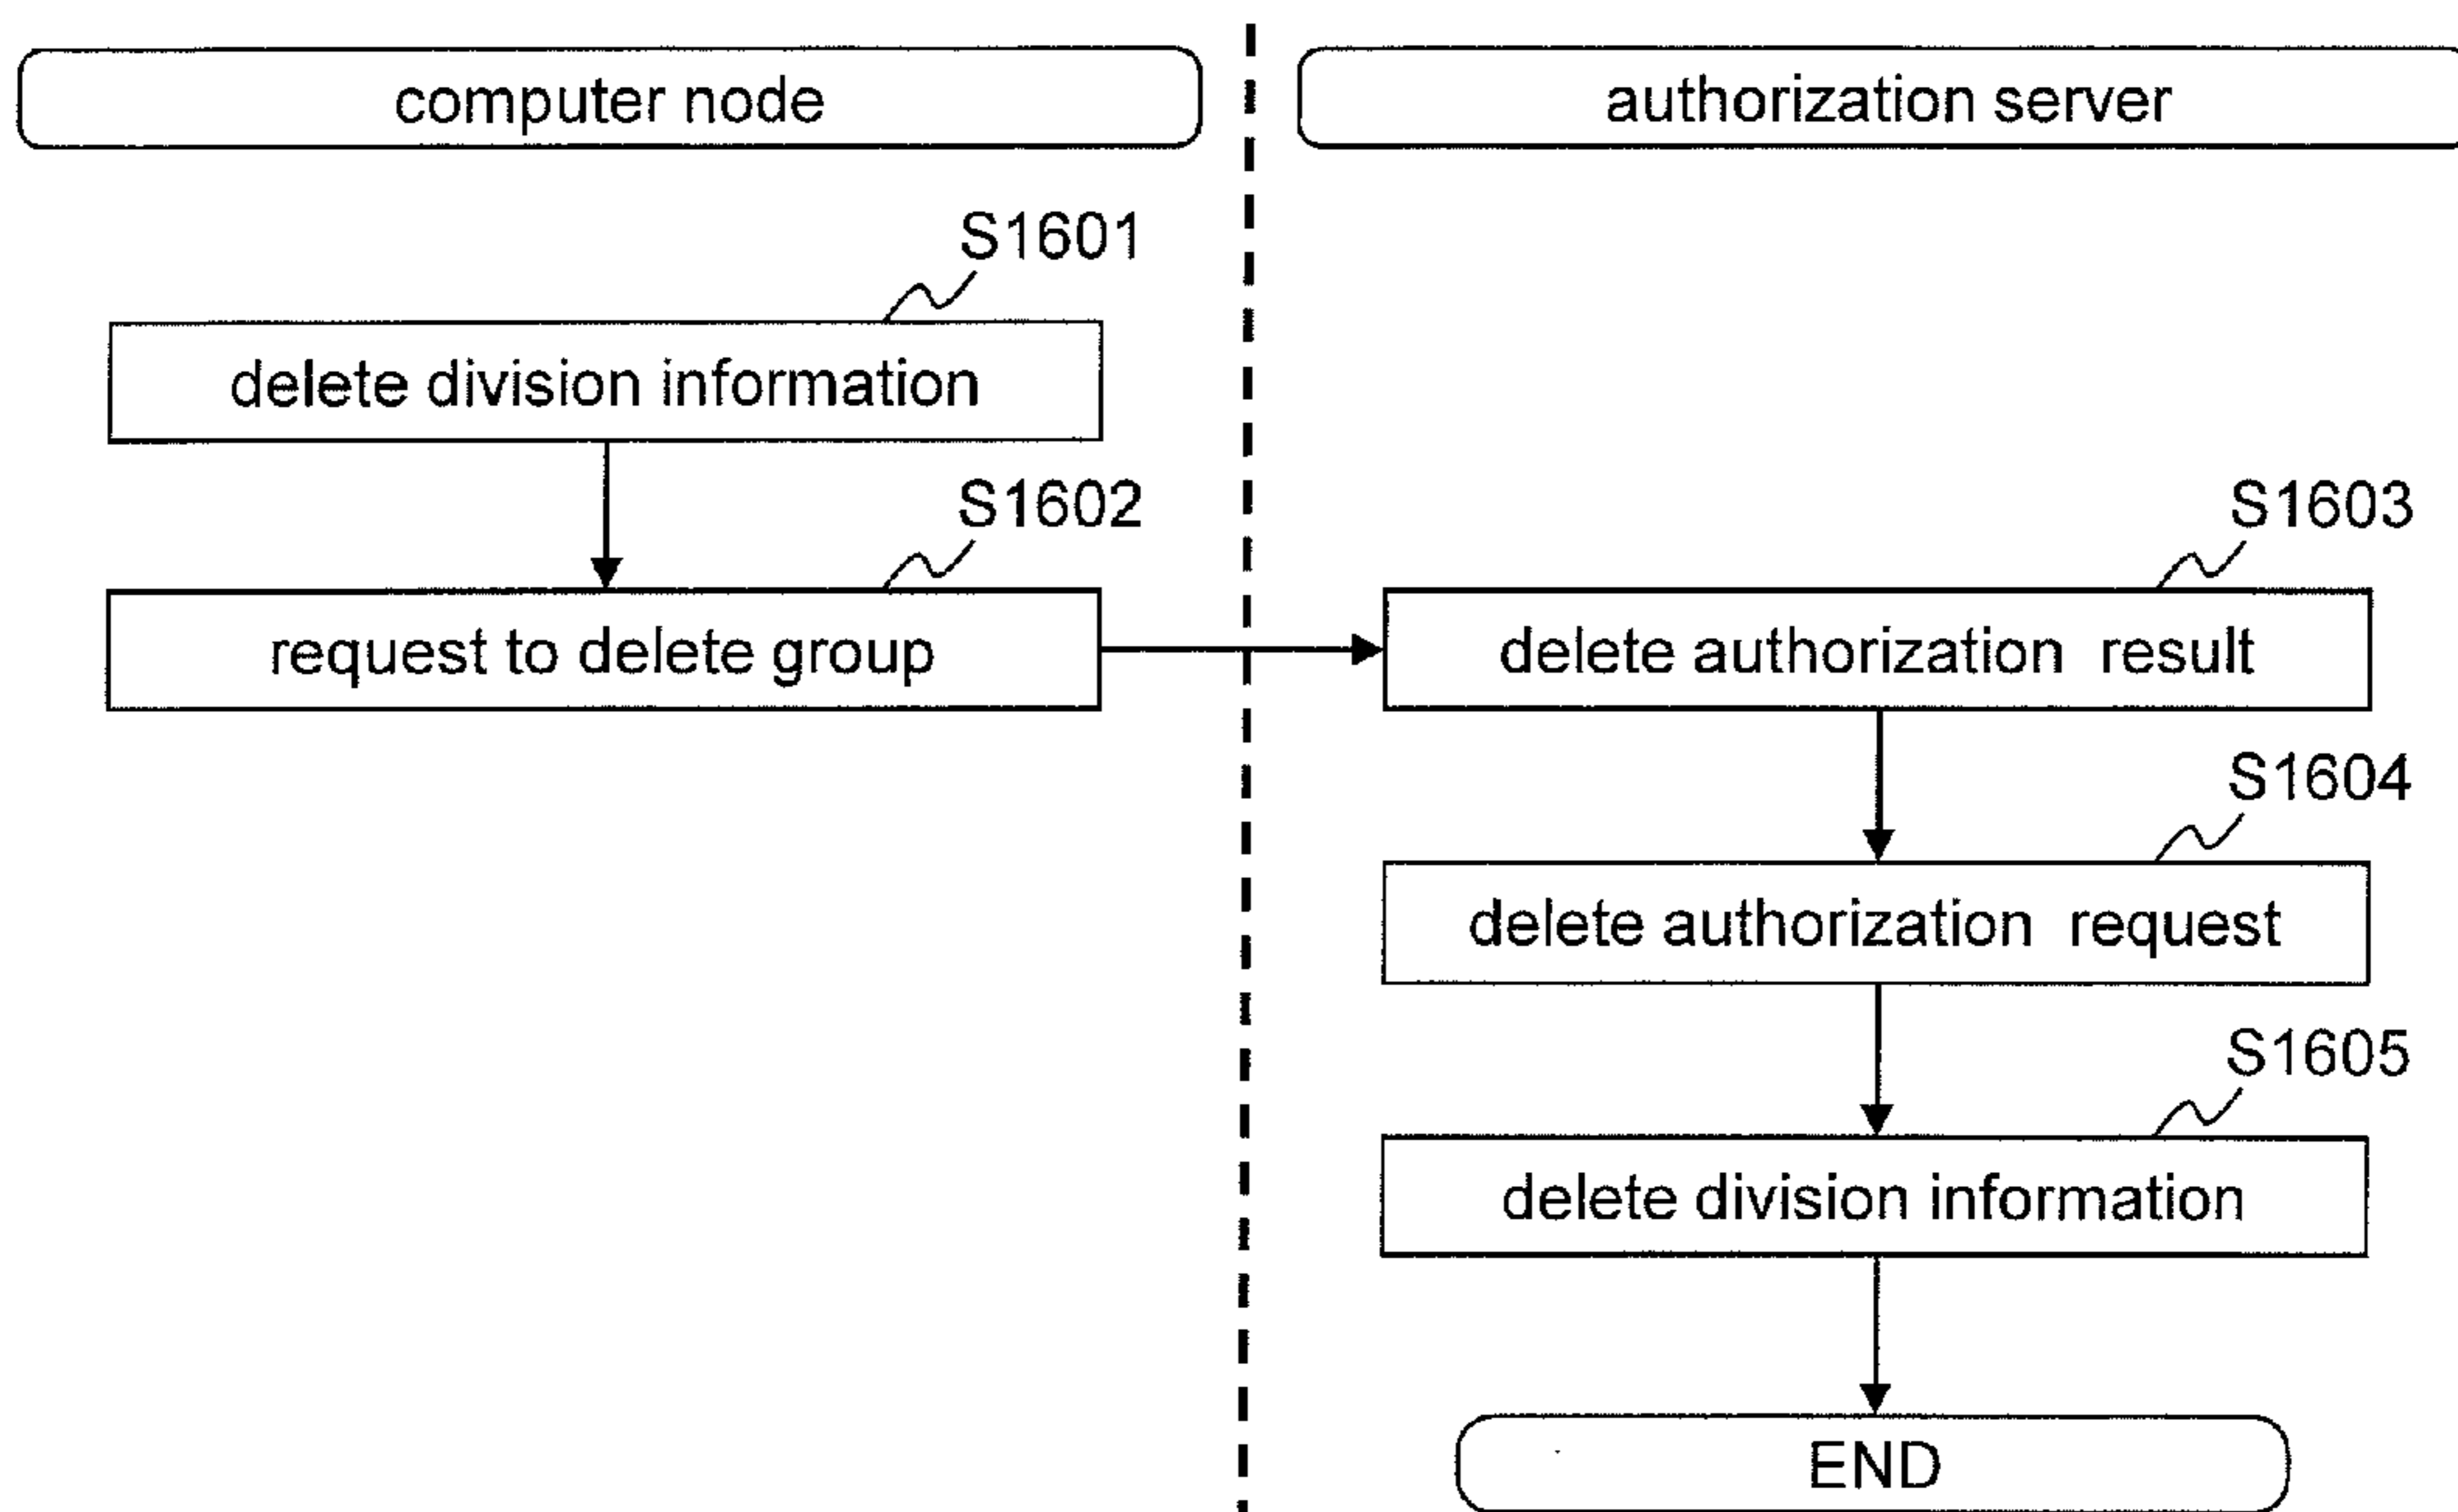 computer node
authorization server
S1601
delete division information
S1602
request to delete group
S1603
delete authorization result
S1604
delete authorization request
S1605
delete division information
END